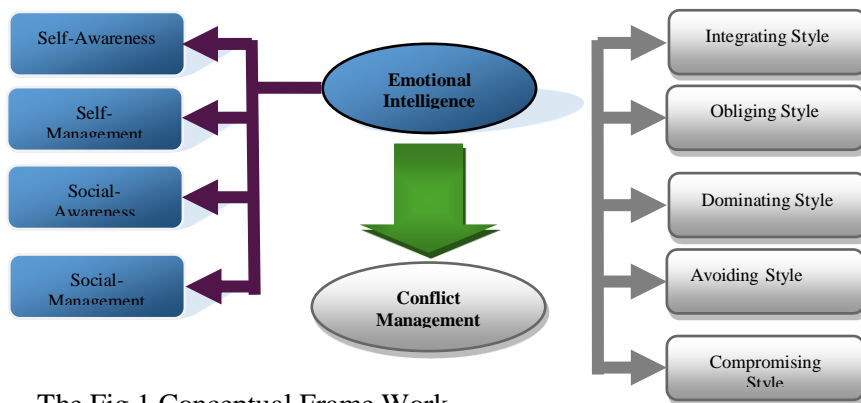 Self-Awareness
Self-
Management
Social-
Awareness
Social-
Management
Emotional
Intelligence
Conflict
Management
Integrating Style
Obliging Style
Dominating Style
Avoiding Style
Compromising
Style
The Fig 1 Conceptual Frame Work